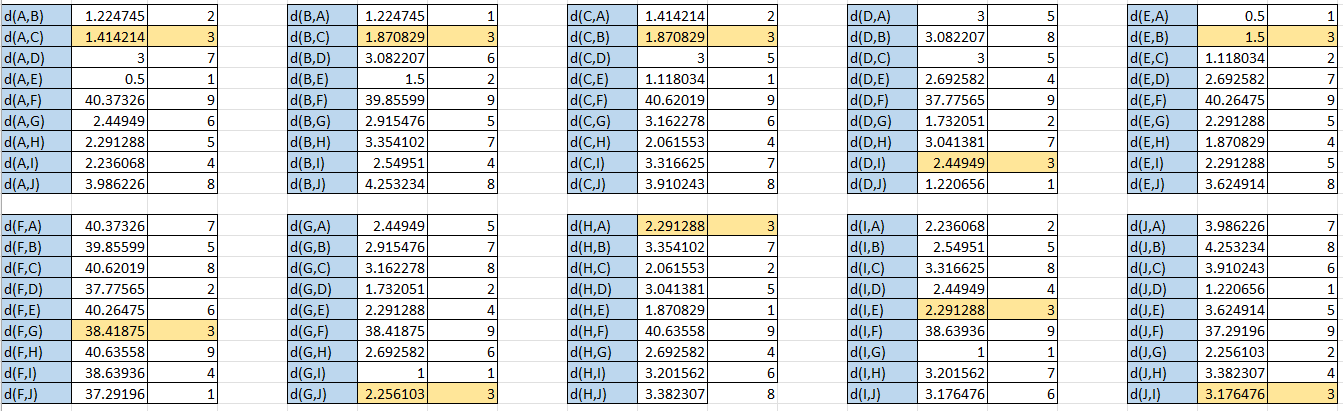 d(A,B) 1.224745 2 d(B,A) 1.224745 1 d(C,A) 1.414214 2 d(D,A) 3 5 d(E,A) 0.5 1
d(A,C) 1.414214 3 d(B,C) 1.870829 3 d(C,B) 1.870829 3 d(D,B) 3.082207 8 d(E,B) 1.5 3
d(A,D) 3 7 d(B,D) 3.082207 6 d(C,D) 3 5 d(D,C) 3 5 d(E,C) 1.118034 2
d(A,E) 0.5 1 d(B,E) 1.5 2 d(C,E) 1.118034 1 d(D,E) 2.692582 4 d(E,D) 2.692582 7
d(A,F) 40.37326 9 d(B,F) 39.85599 9 d(C,F) 40.62019 9 d(D,F) 37.77565 9 d(E,F) 40.26475 9
d(A,G) 2.44949 6 d(B,G) 2.915476 5 d(C,G) 3.162278 6 d(D,G) 1.732051 2 d(E,G) 2.291288 5
d(A,H) 2.291288 5 d(B,H) 3.354102 7 d(C,H) 2.061553 4 d(D,H) 3.041381 7 d(E,H) 1.870829 4
d(A,I) 2.236068 4 d(B,I) 2.54951 4 d(C,I) 3.316625 7 d(D,I) 2.44949 3 d(E,I) 2.291288 5
d(A,J) 3.986226 8 d(B,J) 4.253234 8 d(C,J) 3.910243 8 d(D,J) 1.220656 1 d(E,J) 3.624914 8
d(F,A) 40.37326 7 d(G,A) 2.44949 5 d(H,A) 2.291288 3 d(I,A) 2.236068 2 d(J,A) 3.986226 7
d(F,B) 39.85599 5 d(G,B) 2.915476 7 d(H,B) 3.354102 7 d(I,B) 2.54951 5 d(J,B) 4.253234 8
d(F,C) 40.62019 8 d(G,C) 3.162278 8 d(H,C) 2.061553 2 d(I,C) 3.316625 8 d(J,C) 3.910243 6
d(F,D) 37.77565 2 d(G,D) 1.732051 2 d(H,D) 3.041381 5 d(I,D) 2.44949 4 d(J,D) 1.220656 1
d(F,E) 40.26475 6 d(G,E) 2.291288 4 d(H,E) 1.870829 1 d(I,E) 2.291288 3 d(J,E) 3.624914 5
d(F,G) 38.41875 3 d(G,F) 38.41875 9 d(H,F) 40.63558 9 d(I,F) 38.63936 9 d(J,F) 37.29196 9
d(F,H) 40.63558 9 d(G,H) 2.692582 6 d(H,G) 2.692582 4 d(I,G) 1 1 d(J,G) 2.256103 2
d(F,I) 38.63936 4 d(G,I) 1 1 d(H,I) 3.201562 6 d(I,H) 3.201562 7 d(J,H) 3.382307 4
d(F,J) 37.29196 1 d(G,J) 2.256103 3 d(H,J) 3.382307 8 d(I,J) 3.176476 6 d(J,I) 3.176476 3